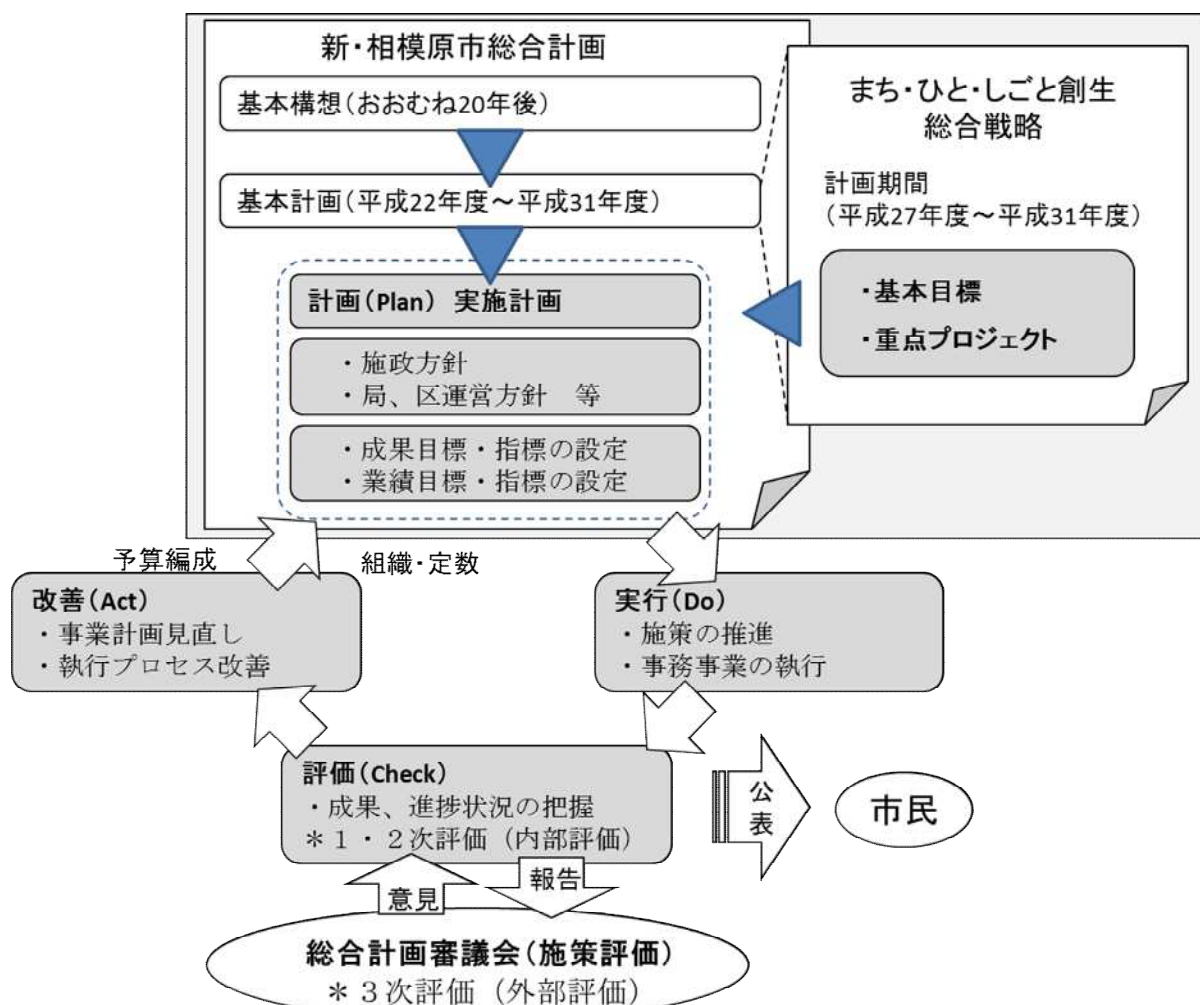 新・相模原市総合計画
基本構想（おおむね20年後）
基本計画（平成22年度～平成31年度）
計画（Plan） 実施計画
・施政方針
・局、区運営方針　等
・成果目標・指標の設定
・業績目標・指標の設定
まち・ひと・しごと創生
総合戦略
計画期間
（平成27年度～平成31年度）
・基本目標
・重点プロジェクト
予算編成
組織・定数
改善（Act）
・事業計画見直し
・執行プロセス改善
実行（Do）
・施策の推進
・事務事業の執行
評価（Check）
・成果、進捗状況の把握
＊１・２次評価（内部評価）
公表
市民
意見
報告
総合計画審議会（施策評価）
＊３次評価（外部評価）